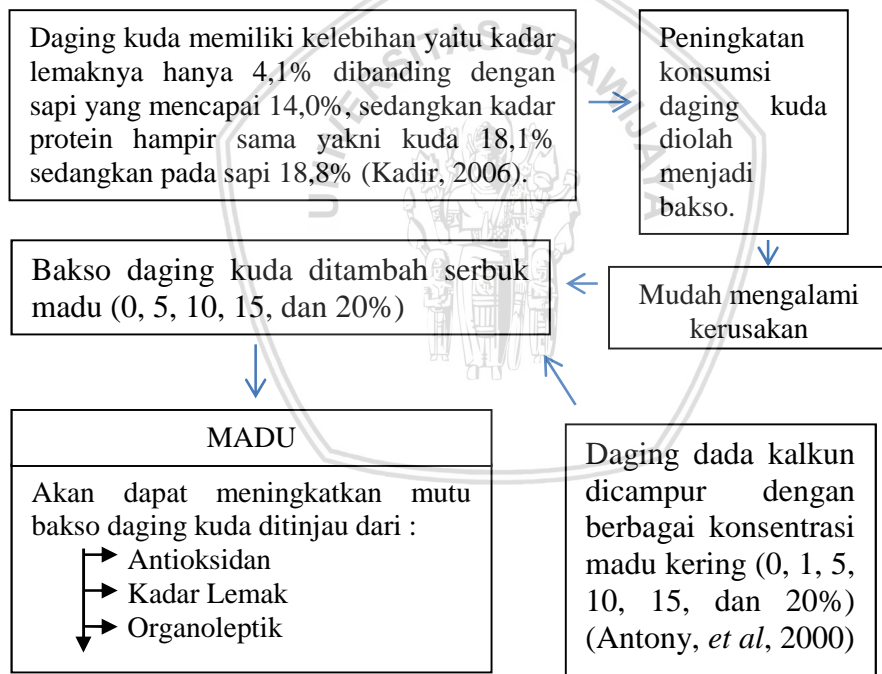 Daging kuda memiliki kelebihan yaitu kadar
lemaknya hanya 4,1% dibanding dengan
sapi yang mencapai 14,0%, sedangkan kadar
protein hampir sama yakni kuda 18,1%
sedangkan pada sapi 18,8% (Kadir, 2006).
Peningkatan
konsumsi
daging kuda
diolah
menjadi
bakso.
Mudah mengalami
kerusakan
Bakso daging kuda ditambah serbuk
madu (0, 5, 10, 15, dan 20%)
Daging dada kalkun
dicampur dengan
berbagai konsentrasi
madu kering (0, 1, 5,
10, 15, dan 20%)
(Antony, et al, 2000)
MADU
Akan dapat meningkatkan mutu
bakso daging kuda ditinjau dari :
Antioksidan
Kadar Lemak
Organoleptik
UNIVERSITAS BRAWIJAYA